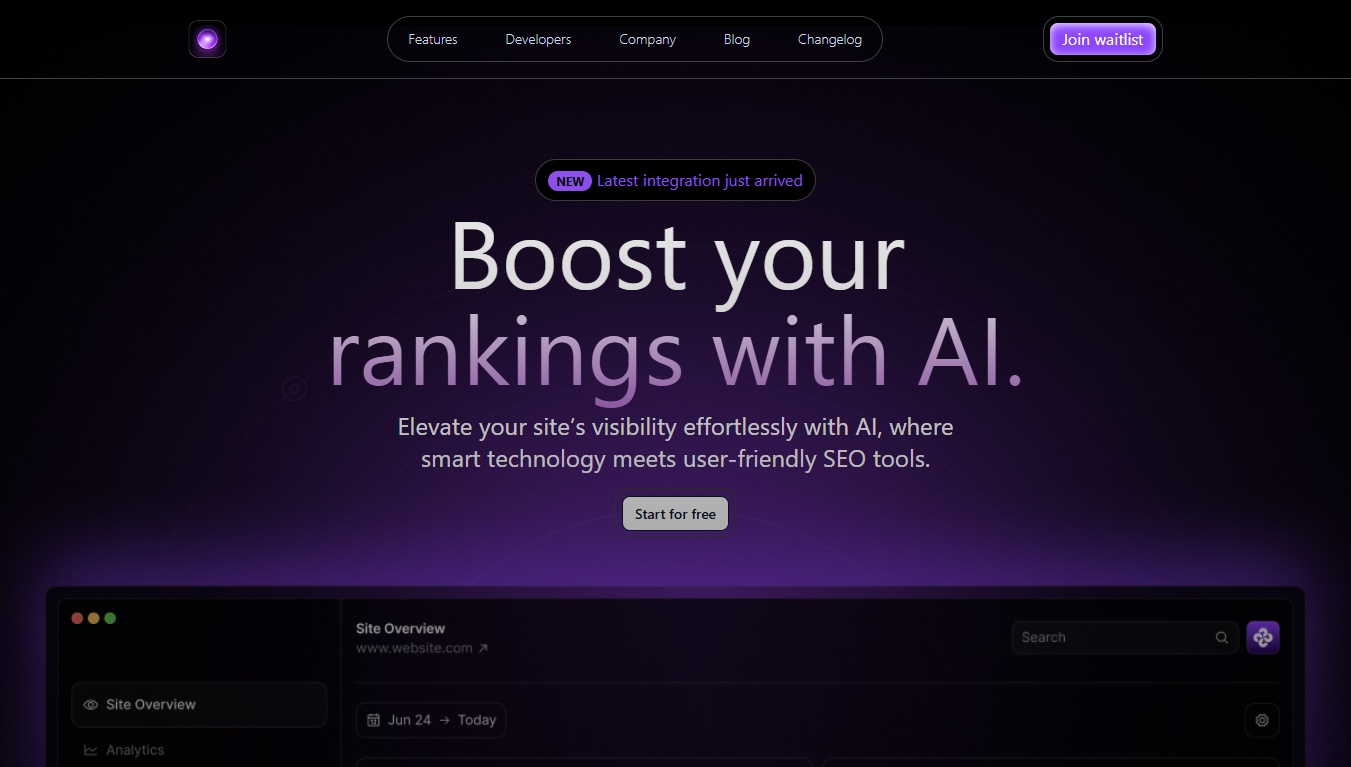 Features Developers Company Blog Changelog Join waitlist
NEW Latest integration just arrived
Boost your
rankings with AI.
Elevate your site’s visibility effortlessly with AI, where
smart technology meets user-friendly SEO tools.
Start for free
Site Overview
www.website.com ↗
Search
Site Overview
Jun 24 → Today
Analytics